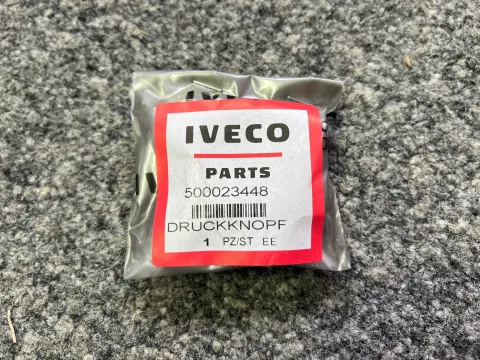 IVECO
PARTS
500023448
DRUCKKNOPF
1 PZ/ST EE